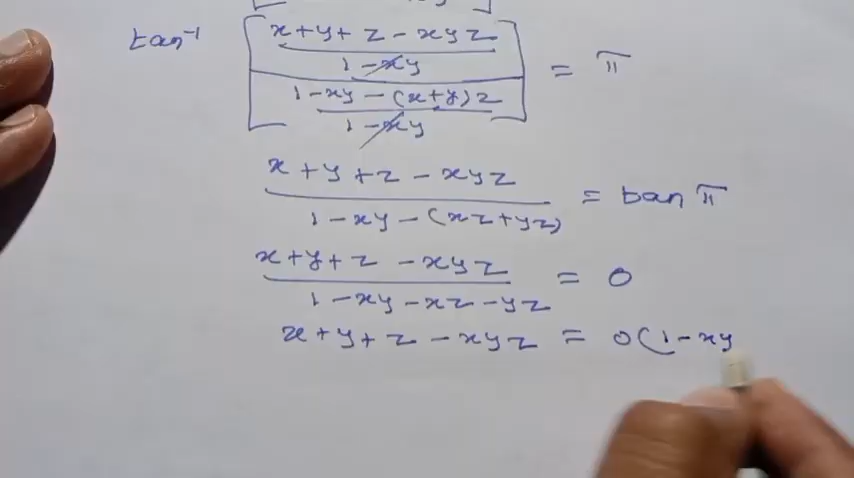 tan⁻¹ [ (x+y+z-xyz / 1-xy) / (1-xy-(x+y)z / 1-xy) ] = π
x+y+z-xyz / 1-xy-(xz+yz) = tan π
x+y+z-xyz / 1-xy-xz-yz = 0
x+y+z-xyz = 0(1-xy